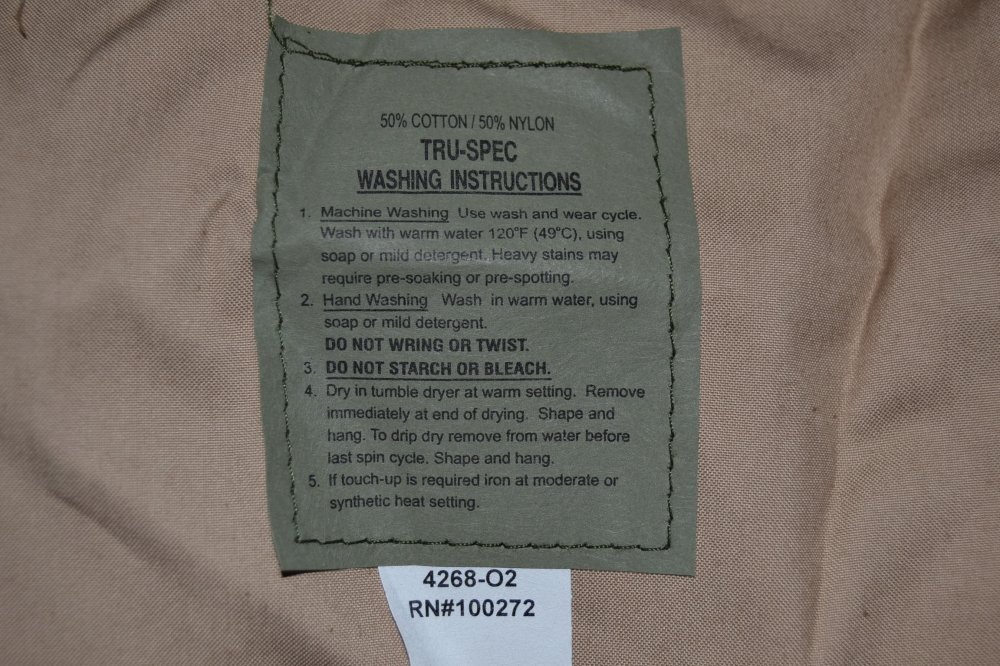 50% COTTON / 50% NYLON
TRU-SPEC
WASHING INSTRUCTIONS
1. Machine Washing Use wash and wear cycle.
Wash with warm water 120°F (49°C), using
soap or mild detergent. Heavy stains may
require pre-soaking or pre-spotting.
2. Hand Washing Wash in warm water, using
soap or mild detergent.
DO NOT WRING OR TWIST.
3. DO NOT STARCH OR BLEACH.
4. Dry in tumble dryer at warm setting. Remove
immediately at end of drying. Shape and
hang. To drip dry remove from water before
last spin cycle. Shape and hang.
5. If touch-up is required iron at moderate or
synthetic heat setting.
4268-O2
RN#100272